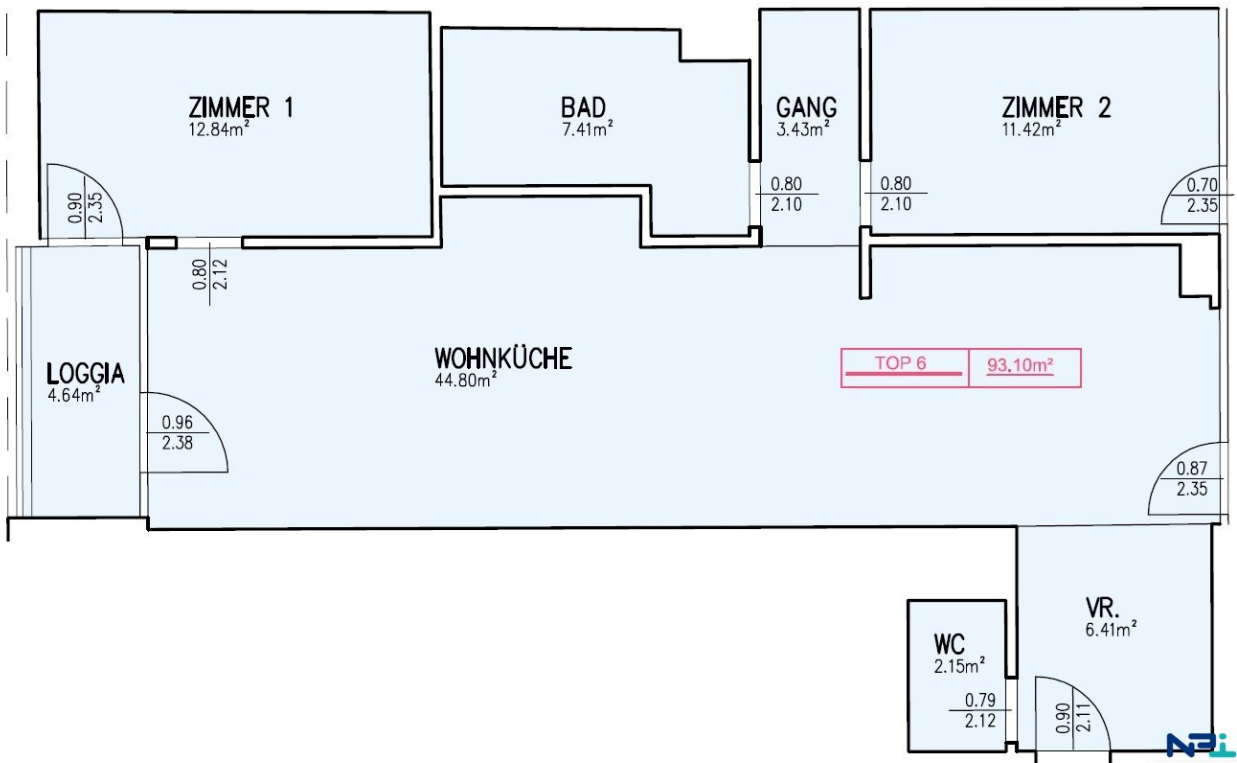 ZIMMER 1
12.84m²
BAD
7.41m²
GANG
3.43m²
ZIMMER 2
11.42m²
0.90
2.35
0.80
2.10
0.80
2.10
0.70
2.35
0.80
2.12
LOGGIA
4.64m²
WOHNKÜCHE
44.80m²
TOP 6 93.10m²
0.96
2.38
0.87
2.35
WC
2.15m²
VR.
6.41m²
0.79
2.12
0.90
2.11